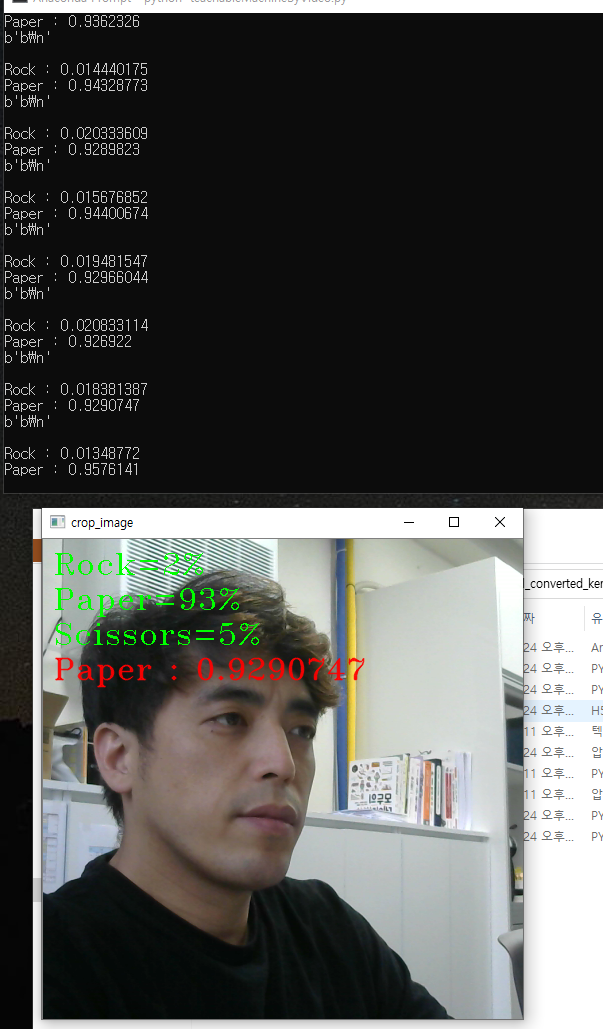 Anaconda Prompt - python teachableMachineByVideo.py
Paper : 0.9362326
b'b₩n'
Rock : 0.014440175
Paper : 0.94328773
b'b₩n'
Rock : 0.020333609
Paper : 0.9289823
b'b₩n'
Rock : 0.015676852
Paper : 0.94400674
b'b₩n'
Rock : 0.019481547
Paper : 0.92966044
b'b₩n'
Rock : 0.020833114
Paper : 0.926922
b'b₩n'
Rock : 0.018381387
Paper : 0.9290747
b'b₩n'
Rock : 0.01348772
Paper : 0.9576141
crop_image
Rock=2%
Paper=93%
Scissors=5%
Paper : 0.9290747
_converted_ker
짜 유
24 오후... Ar
24 오후... PY
24 오후... PY
24 오후... H5
11 오후... 텍
24 오후... 압
11 오후... PY
11 오후... 압
24 오후... PY
24 오후... PY